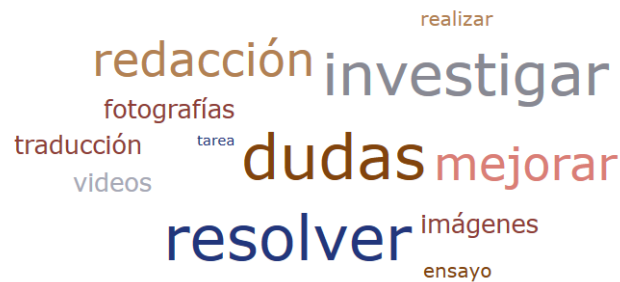 realizar
redacción
investigar
fotografías
traducción
tarea
dudas
mejorar
videos
resolver
imágenes
ensayo